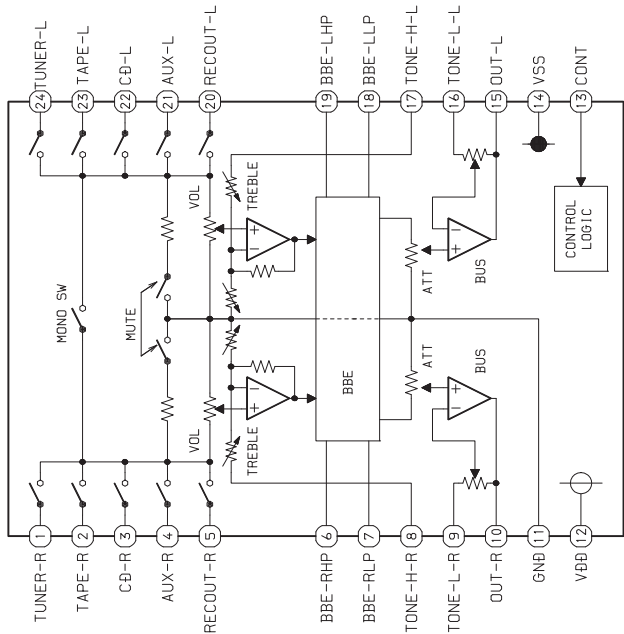 24 TUNER-L
23 TAPE-L
22 CD-L
21 AUX-L
20 RECOUT-L
19 BBE-LHP
18 BBE-LLP
17 TONE-H-L
16 TONE-L-L
15 OUT-L
14 VSS
13 CONT
MONO SW
MUTE
VOL
TREBLE
+
−
CONTROL
LOGIC
ATT
+
−
BUS
BBE
VOL
TREBLE
−
+
ATT
−
+
BUS
1 TUNER-R
2 TAPE-R
3 CD-R
4 AUX-R
5 RECOUT-R
6 BBE-RHP
7 BBE-RLP
8 TONE-H-R
9 TONE-L-R
10 OUT-R
11 GND
12 VDD